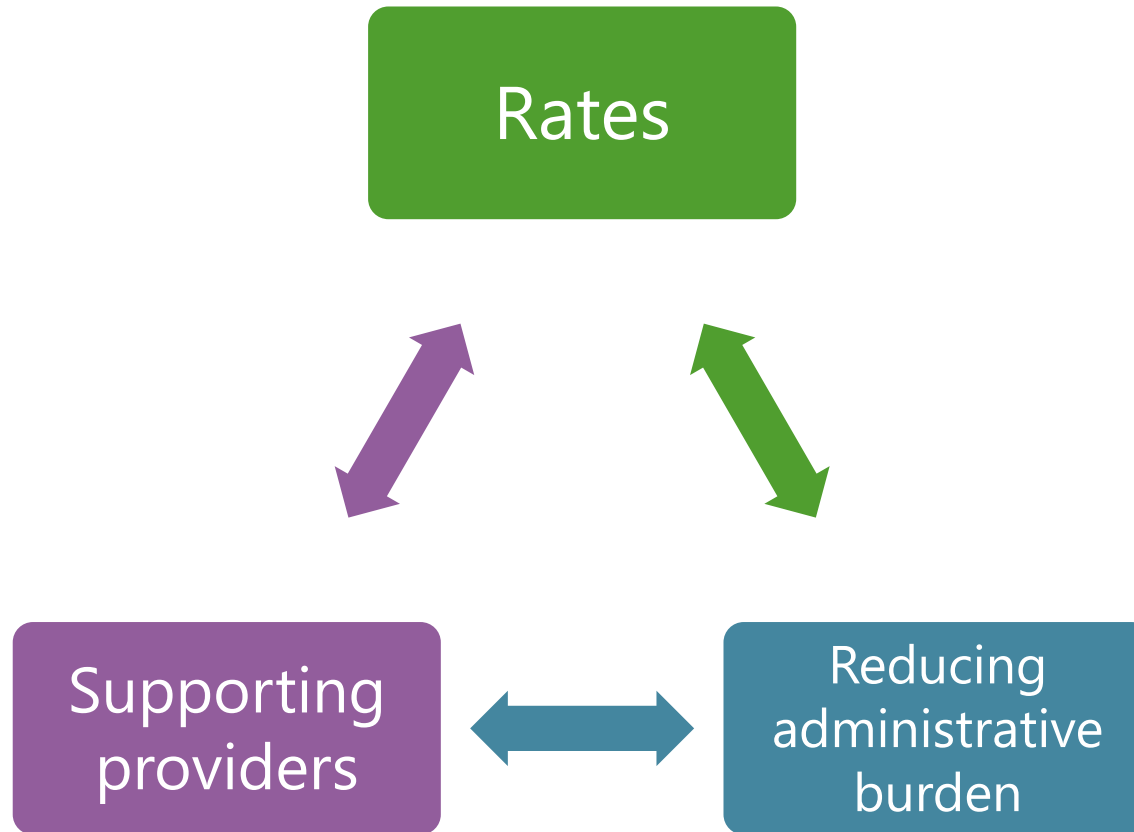 Rates
Supporting
providers
Reducing
administrative
burden